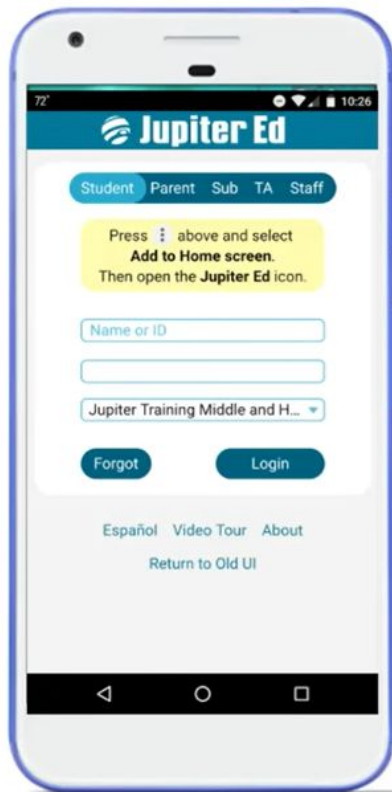 72°
10:26
Jupiter Ed
Student Parent Sub TA Staff
Press ⋮ above and select
Add to Home screen.
Then open the Jupiter Ed icon.
Name or ID
Jupiter Training Middle and H...
Forgot Login
Español Video Tour About
Return to Old UI